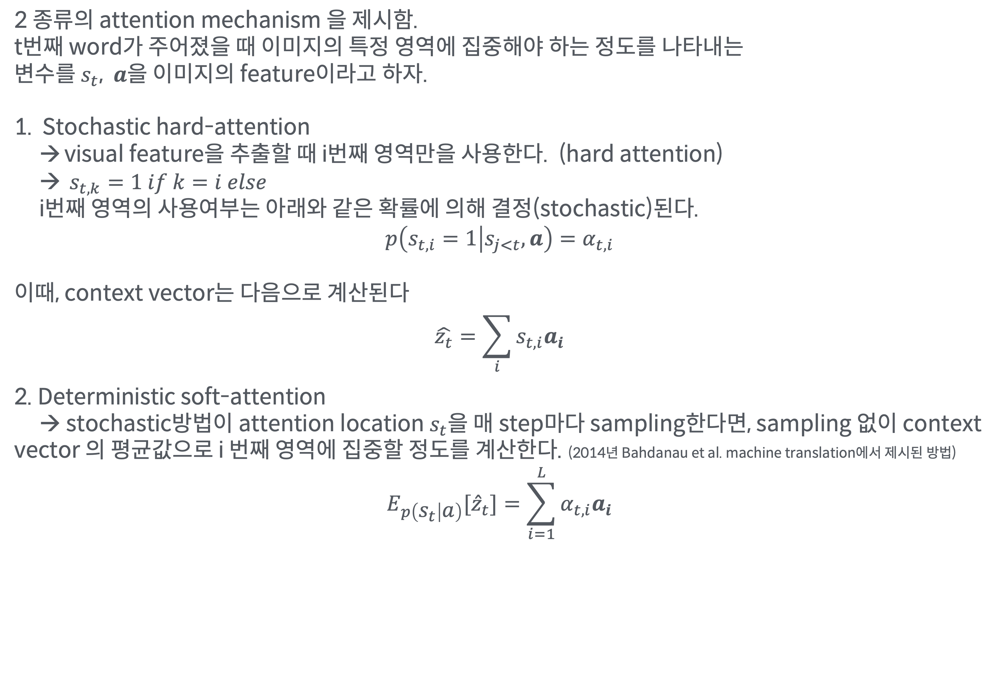 2 종류의 attention mechanism 을 제시함.
t번째 word가 주어졌을 때 이미지의 특정 영역에 집중해야 하는 정도를 나타내는
변수를 s_t, a을 이미지의 feature이라고 하자.
1. Stochastic hard-attention
→ visual feature을 추출할 때 i번째 영역만을 사용한다. (hard attention)
→ s_{t,k} = 1 if k = i else
i번째 영역의 사용여부는 아래와 같은 확률에 의해 결정(stochastic)된다.
p(s_{t,i} = 1|s_{j<t}, a) = α_{t,i}
이때, context vector는 다음으로 계산된다
\hat{z_t} = ∑_i s_{t,i} a_i
2. Deterministic soft-attention
→ stochastic방법이 attention location s_t을 매 step마다 sampling한다면, sampling 없이 context
vector 의 평균값으로 i 번째 영역에 집중할 정도를 계산한다. (2014년 Bahdanau et al. machine translation에서 제시된 방법)
E_{p(s_t|a)}[\hat{z}_t] = ∑_{i=1}^{L} α_{t,i} a_i